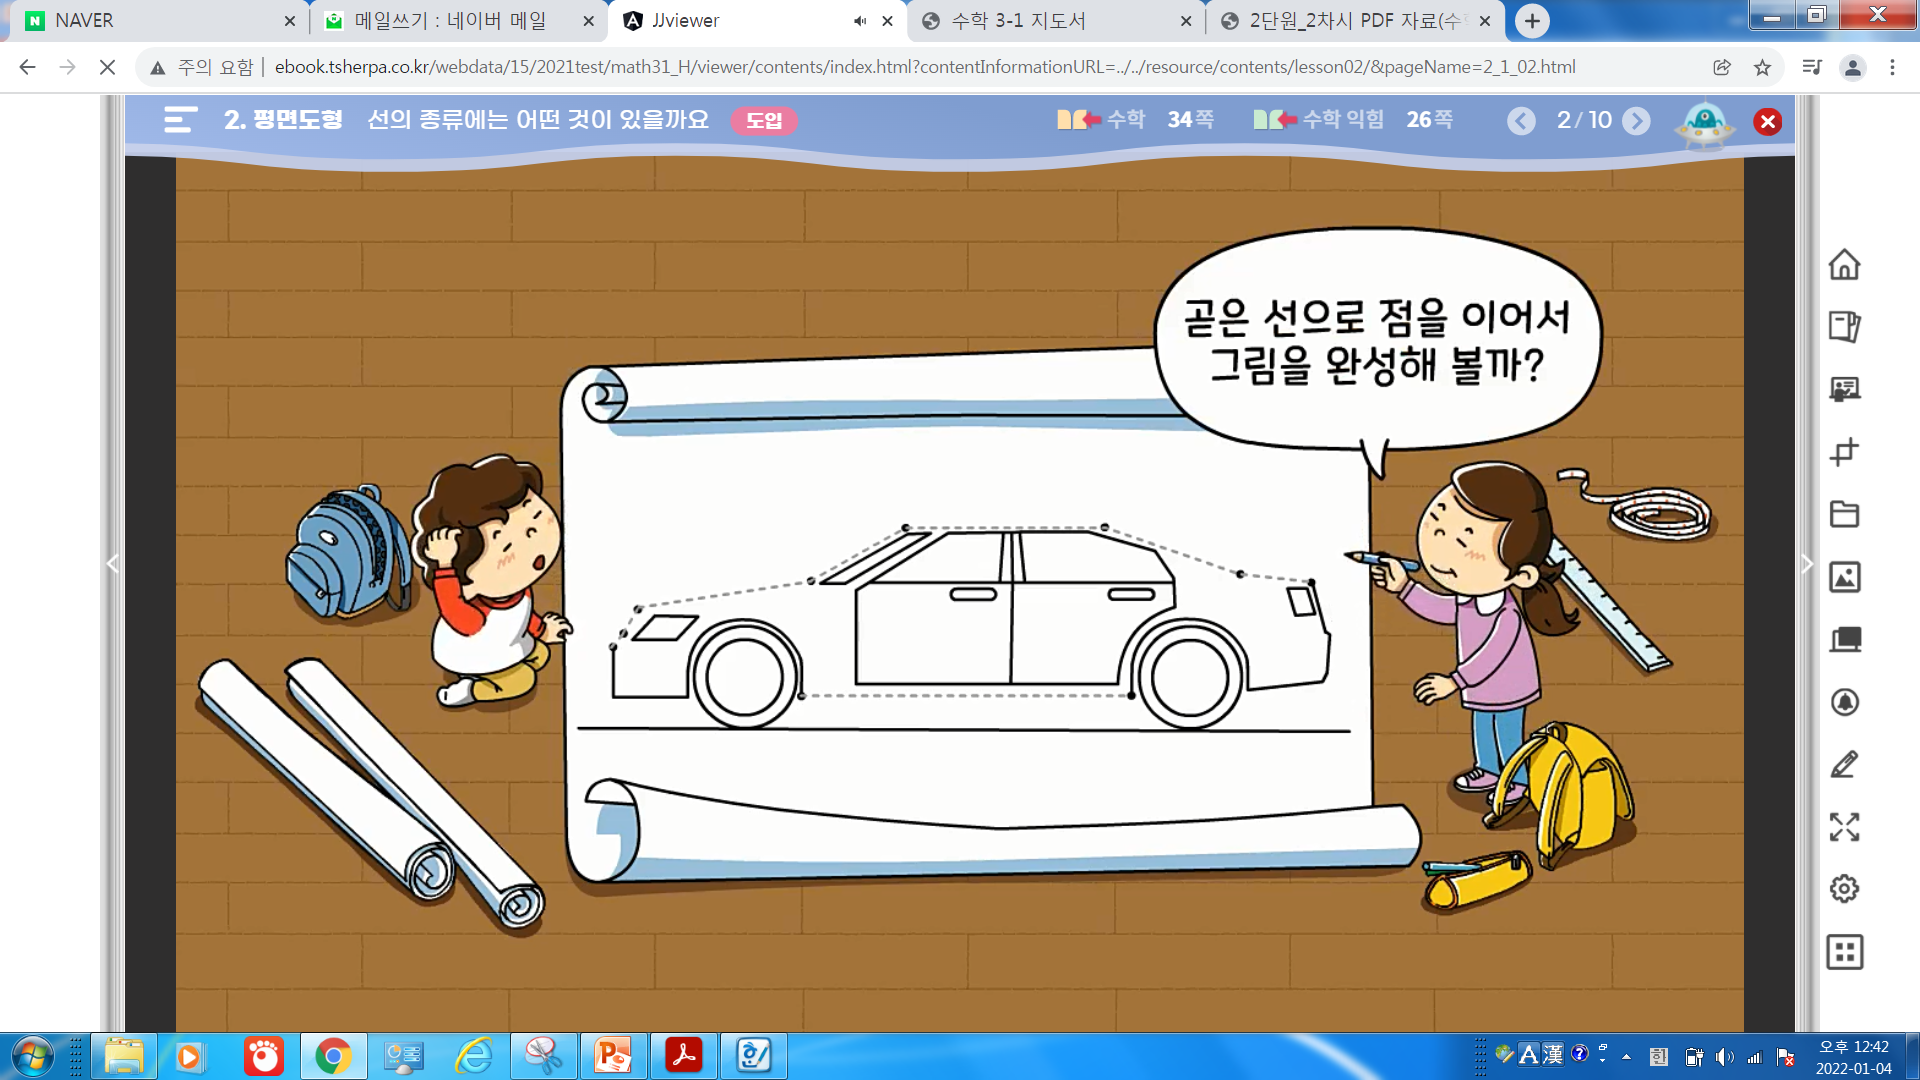 NAVER
메일쓰기 : 네이버 메일
JJviewer
수학 3-1 지도서
2단원_2차시 PDF 자료(수
주의 요함
ebook.tsherpa.co.kr/webdata/15/2021test/math31_H/viewer/contents/index.html?contentInformationURL=../../resource/contents/lesson02/&pageName=2_1_02.html
2. 평면도형 선의 종류에는 어떤 것이 있을까요 도입
수학 34쪽 수학 익힘 26쪽 2/10
곧은 선으로 점을 이어서
그림을 완성해 볼까?
A 漢 한
오후 12:42
2022-01-04